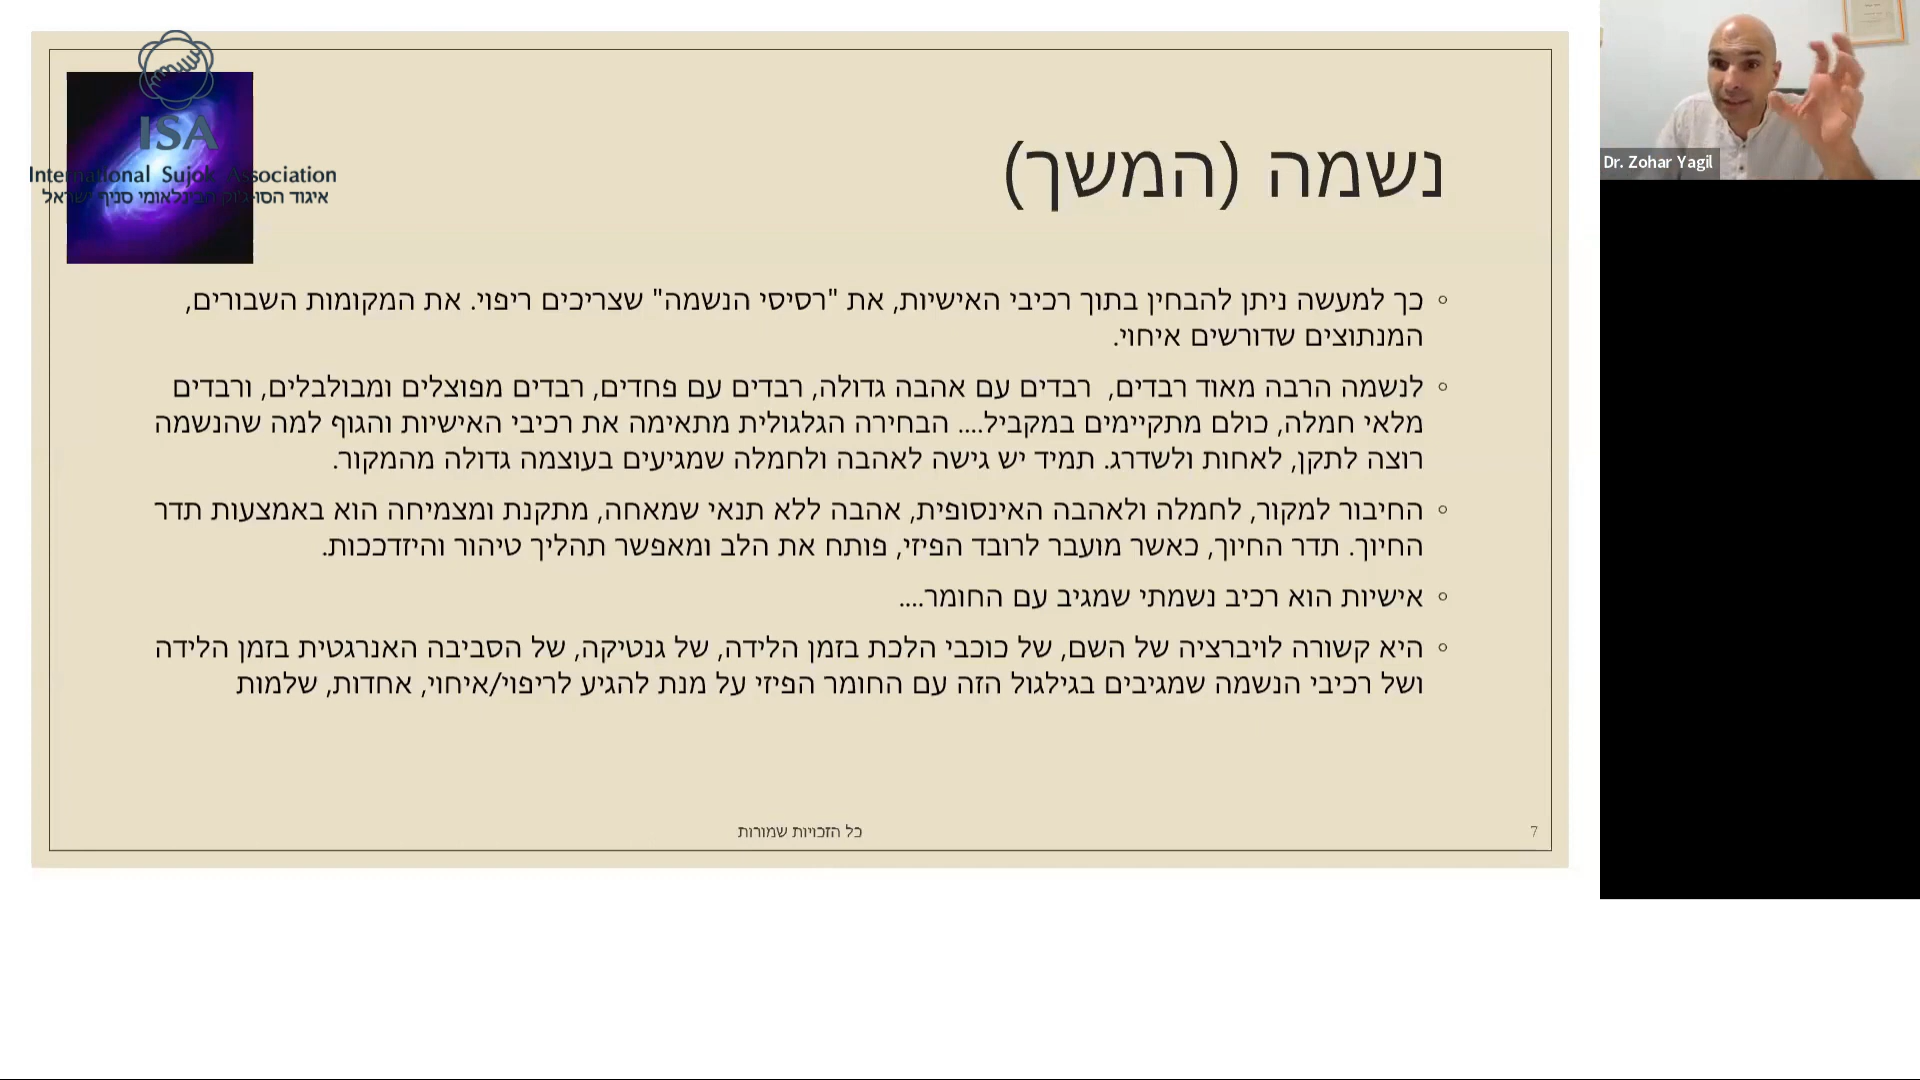 ISA
International Sujok Association
איגוד הסו-ג'וק הבינלאומי סניף ישראל
נשמה (המשך)
כך למעשה ניתן להבחין בתוך רכיבי האישיות, את "רסיסי הנשמה" שצריכים ריפוי. את המקומות השבורים,
המנתוצים שדורשים איחוי.
לנשמה הרבה מאוד רבדים, רבדים עם אהבה גדולה, רבדים עם פחדים, רבדים מפוצלים ומבולבלים, ורבדים
מלאי חמלה, כולם מתקיימים במקביל.... הבחירה הגלגולית מתאימה את רכיבי האישיות והגוף למה שהנשמה
רוצה לתקן, לאחות ולשדרג. תמיד יש גישה לאהבה ולחמלה שמגיעים בעוצמה גדולה מהמקור.
החיבור למקור, לחמלה ולאהבה האינסופית, אהבה ללא תנאי שמאחה, מתקנת ומצמיחה הוא באמצעות תדר
החיוך. תדר החיוך, כאשר מועבר לרובד הפיזי, פותח את הלב ומאפשר תהליך טיהור והיזדככות.
אישיות הוא רכיב נשמתי שמגיב עם החומר....
היא קשורה לויברציה של השם, של כוכבי הלכת בזמן הלידה, של גנטיקה, של הסביבה האנרגטית בזמן הלידה
ושל רכיבי הנשמה שמגיבים בגילגול הזה עם החומר הפיזי על מנת להגיע לריפוי/איחוי, אחדות, שלמות
כל הזכויות שמורות
7
Dr. Zohar Yagil